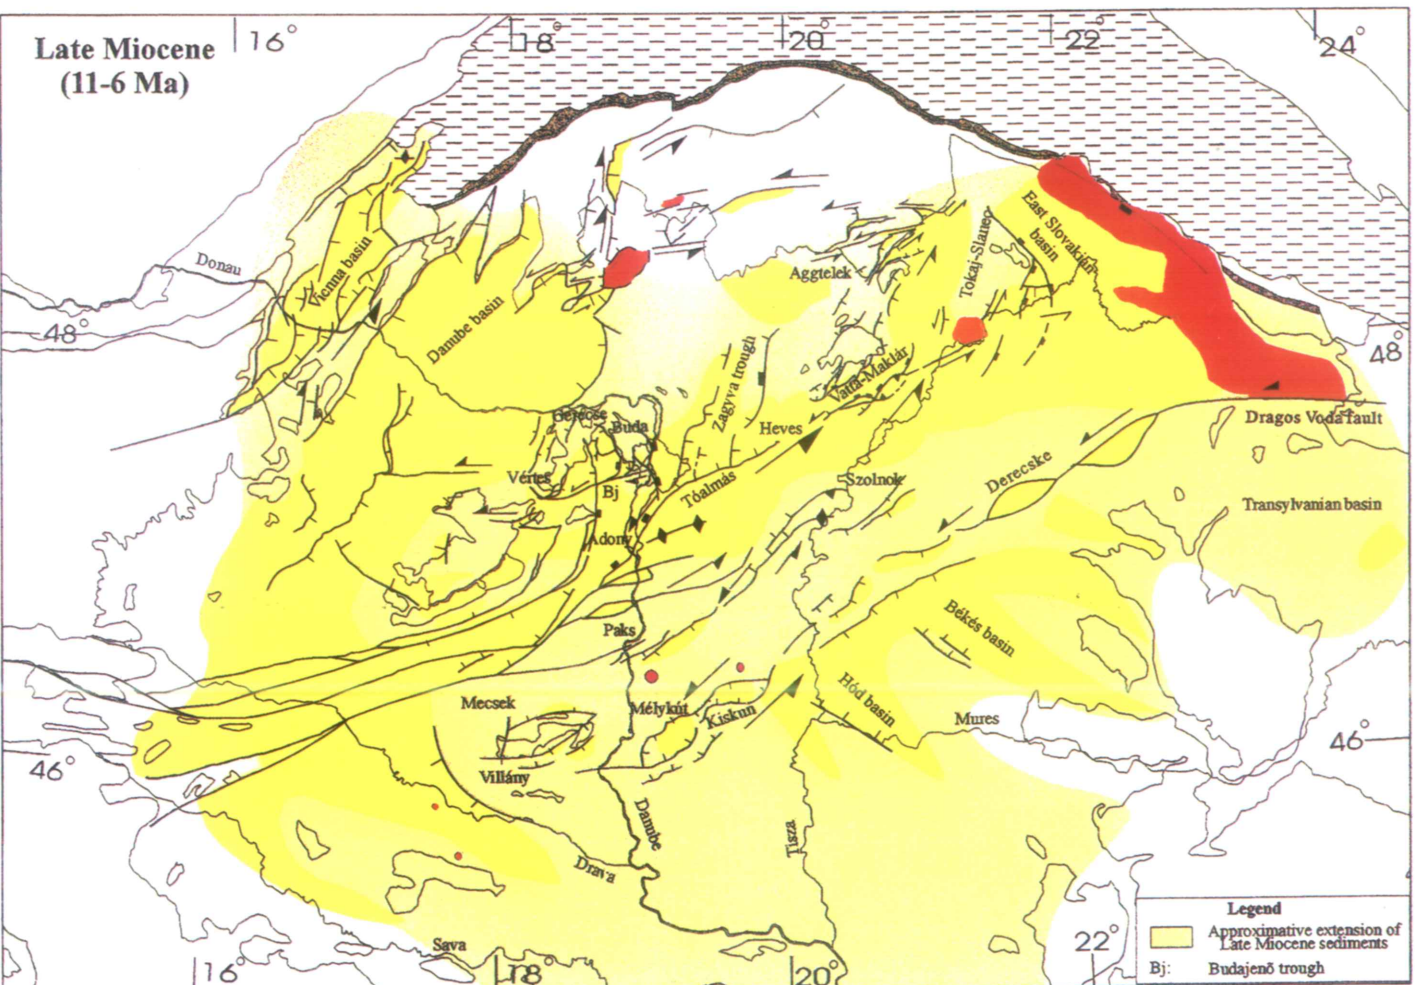 Late Miocene
(11-6 Ma)
16°
18°
20°
22°
24°
Donau
Vienna basin
48°
Danube basin
Aggtelek
Tokaj-Slanec
East Slovakian
basin
48°
Zagyva trough
Vatta-Maklár
Gerecse
Buda
Heves
Dragos Voda fault
Vértes
Bj
Tóalmás
Szolnok
Derecske
Transylvanian basin
Adony
Paks
Békés basin
Hód basin
Mecsek
Mélykút
Kiskun
Mures
46°
46°
Villány
Danube
Tisza
Drava
Sava
16°
18°
20°
22°
Legend
Approximative extension of
Late Miocene sediments
Bj:
Budajenő trough